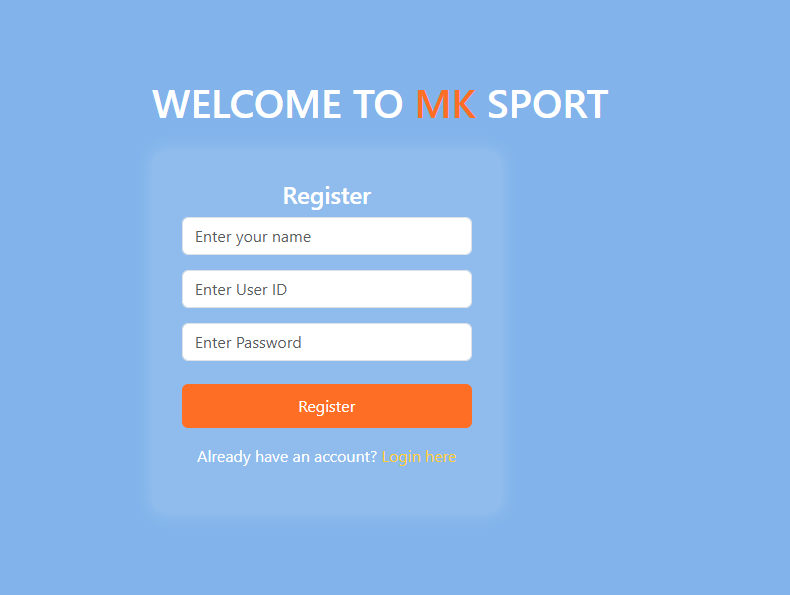 WELCOME TO MK SPORT
Register
Enter your name
Enter User ID
Enter Password
Register
Already have an account? Login here